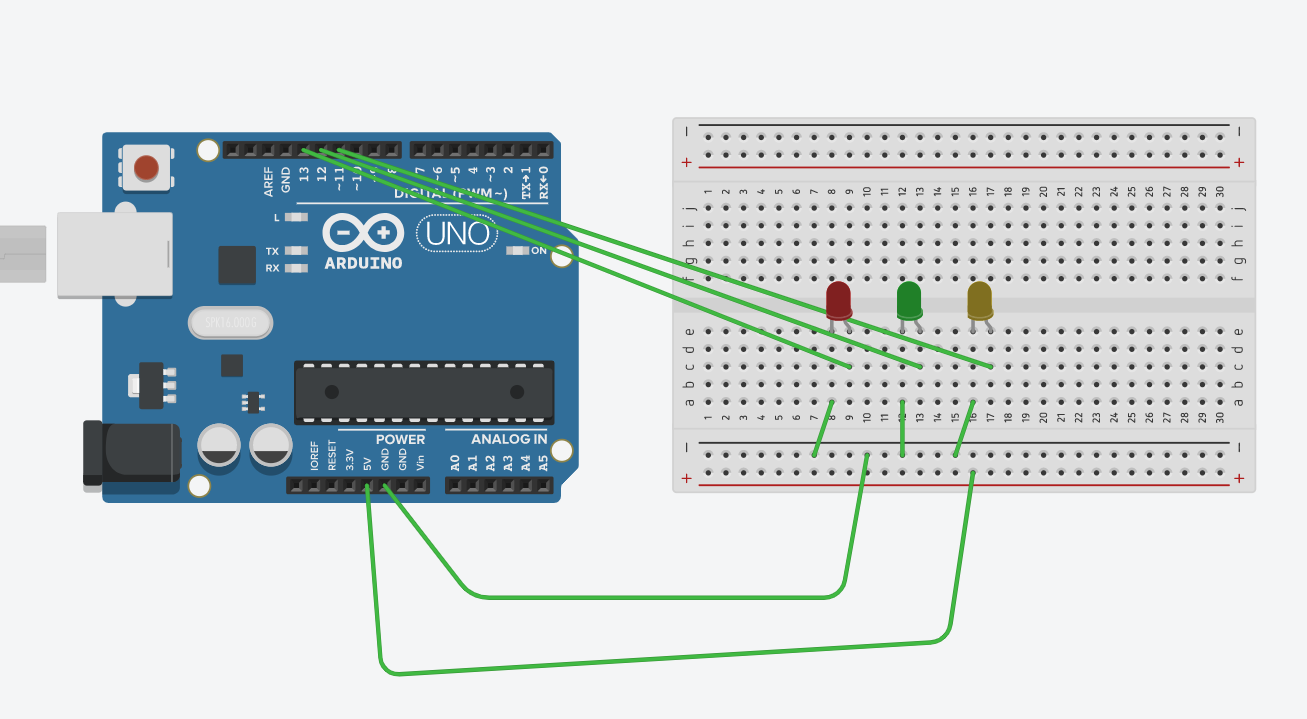 AREF
GND
13
12
~11
~10
~9
8
7
~6
~5
4
~3
2
TX→1
RX←0
DIGITAL (PWM ~)
L
TX
RX
ARDUINO
UNO
ON
SPK16.000G
IOREF
RESET
3.3V
5V
GND
GND
Vin
POWER
ANALOG IN
A0
A1
A2
A3
A4
A5
− −
+ +
1 2 3 4 5 6 7 8 9 10 11 12 13 14 15 16 17 18 19 20 21 22 23 24 25 26 27 28 29 30
j j
i i
h h
g g
f f
e e
d d
c c
b b
a a
1 2 3 4 5 6 7 8 9 10 11 12 13 14 15 16 17 18 19 20 21 22 23 24 25 26 27 28 29 30
− −
+ +